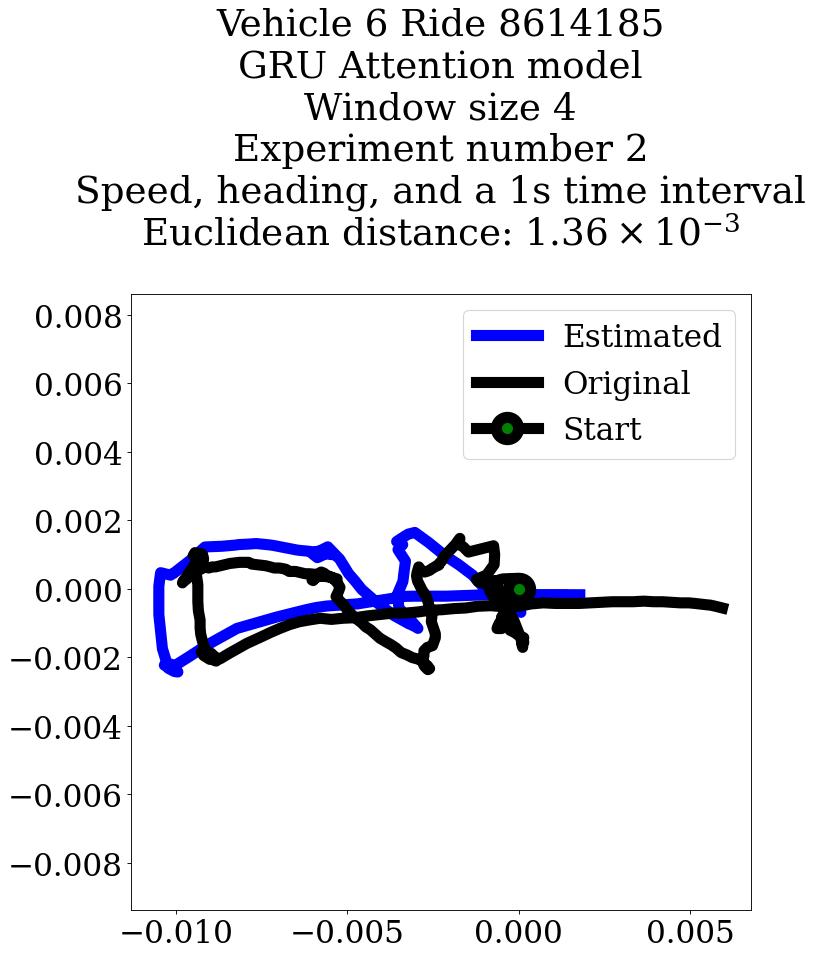 Vehicle 6 Ride 8614185
GRU Attention model
Window size 4
Experiment number 2
Speed, heading, and a 1s time interval
Euclidean distance: 1.36 × 10⁻³
Estimated
Original
Start
0.008
0.006
0.004
0.002
0.000
−0.002
−0.004
−0.006
−0.008
−0.010
−0.005
0.000
0.005